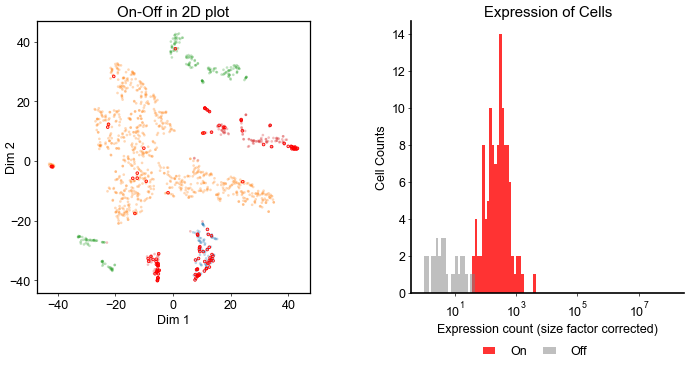 On-Off in 2D plot
40
20
0
−20
−40
Dim 2
−40 −20 0 20 40
Dim 1
Expression of Cells
14
12
10
8
6
4
2
0
Cell Counts
10^1 10^3 10^5 10^7
Expression count (size factor corrected)
On Off